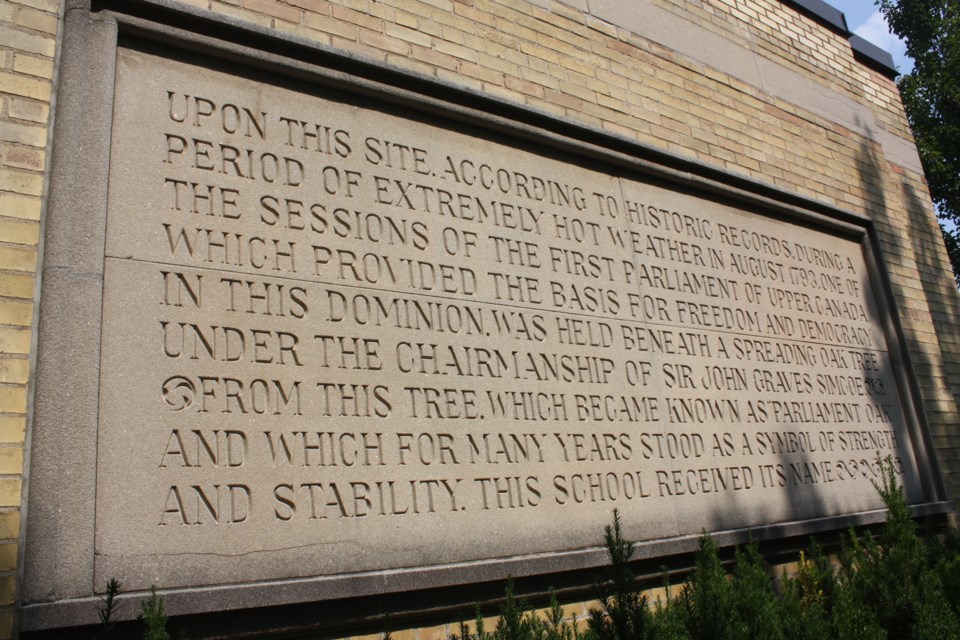 UPON THIS SITE, ACCORDING TO HISTORIC RECORDS, DURING A
PERIOD OF EXTREMELY HOT WEATHER, IN AUGUST 1793, ONE OF
THE SESSIONS OF THE FIRST PARLIAMENT OF UPPER CANADA,
WHICH PROVIDED THE BASIS FOR FREEDOM AND DEMOCRACY
IN THIS DOMINION, WAS HELD BENEATH A SPREADING OAK TREE
UNDER THE CHAIRMANSHIP OF SIR JOHN GRAVES SIMCOE
FROM THIS TREE, WHICH BECAME KNOWN AS PARLIAMENT OAK
AND WHICH FOR MANY YEARS STOOD AS A SYMBOL OF STRENGTH
AND STABILITY, THIS SCHOOL RECEIVED ITS NAME